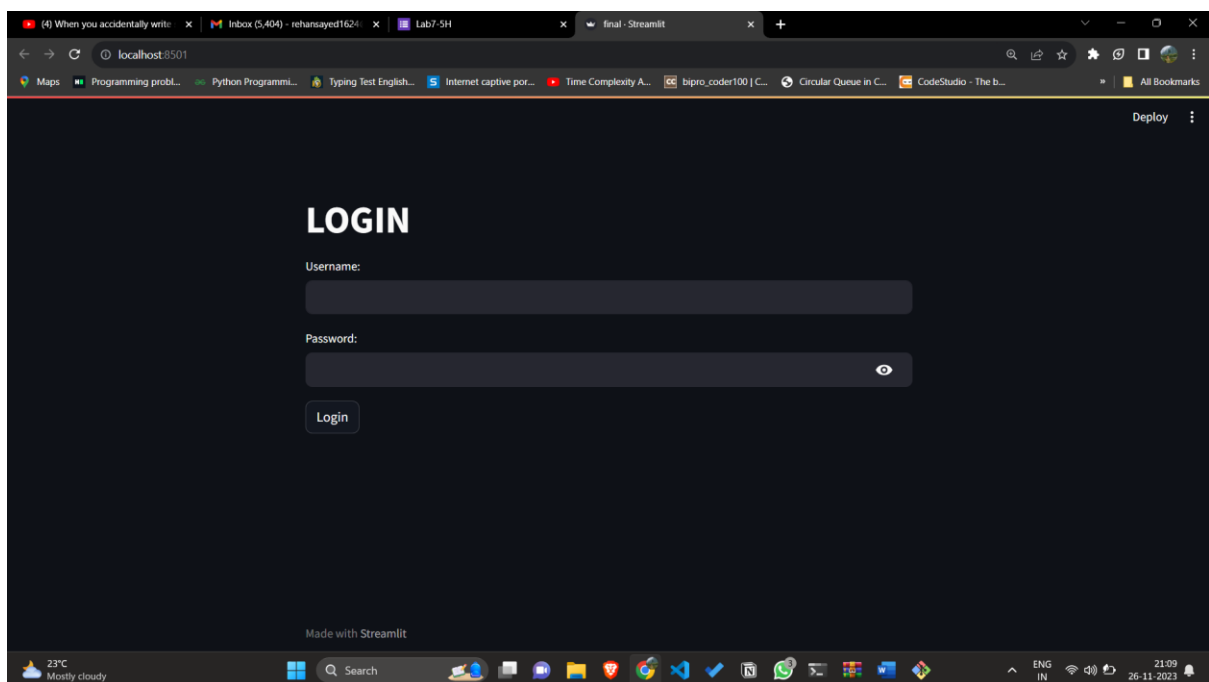 (4) When you accidentally write
Inbox (5,404) - rehansayed1624
Lab7-5H
final · Streamlit
localhost:8501
Maps
Programming probl...
Python Programmi...
Typing Test English...
Internet captive por...
Time Complexity A...
bipro_coder100 | C...
Circular Queue in C...
CodeStudio - The b...
»
All Bookmarks
Deploy
LOGIN
Username:
Password:
Login
Made with Streamlit
23°C
Mostly cloudy
Search
3
ENG
IN
21:09
26-11-2023